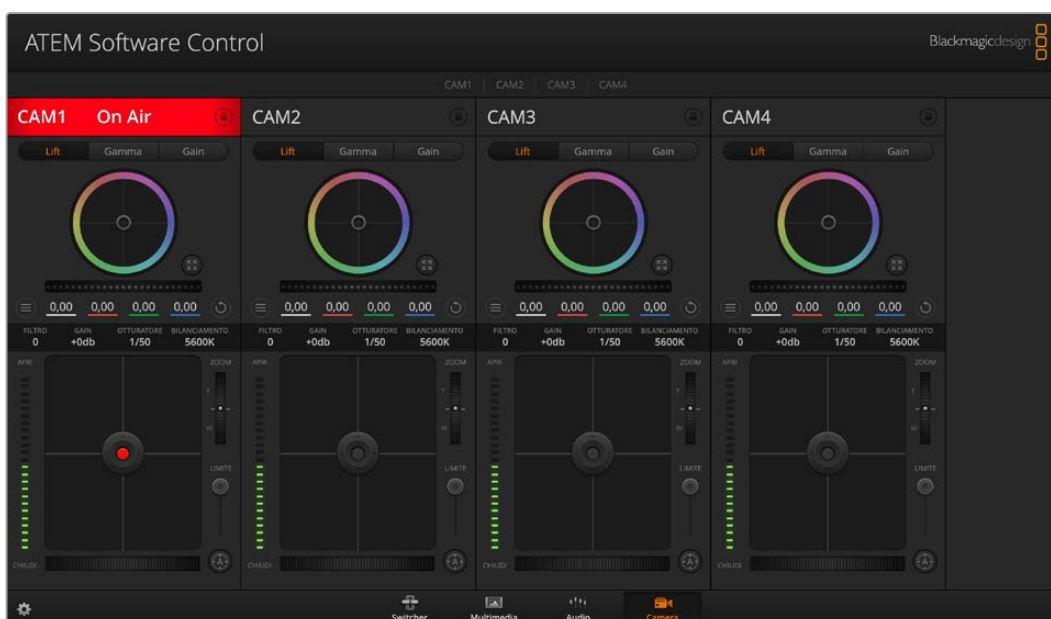 ATEM Software Control
Blackmagicdesign
CAM1 CAM2 CAM3 CAM4
CAM1 On Air CAM2 CAM3 CAM4
Lift Gamma Gain Lift Gamma Gain Lift Gamma Gain Lift Gamma Gain
0,00 0,00 0,00 0,00 0,00 0,00 0,00 0,00 0,00 0,00 0,00 0,00 0,00 0,00 0,00 0,00
FILTRO GAIN OTTURATORE BILANCIAMENTO FILTRO GAIN OTTURATORE BILANCIAMENTO FILTRO GAIN OTTURATORE BILANCIAMENTO FILTRO GAIN OTTURATORE BILANCIAMENTO
0 +0db 1/50 5600K 0 +0db 1/50 5600K 0 +0db 1/50 5600K 0 +0db 1/50 5600K
APRI ZOOM APRI ZOOM APRI ZOOM APRI ZOOM
T T T T
W W W W
LIMITE LIMITE LIMITE LIMITE
A A A A
CHIUDI CHIUDI CHIUDI CHIUDI
Switcher Multimedia Audio Camera